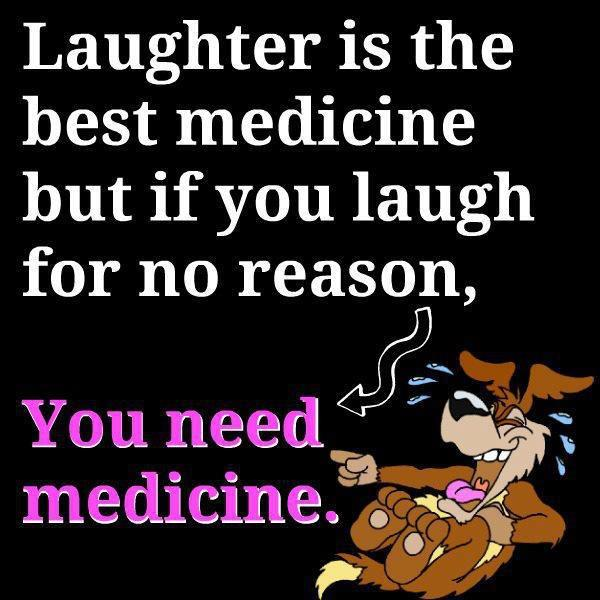 Laughter is the
best medicine
but if you laugh
for no reason,
You need
medicine.